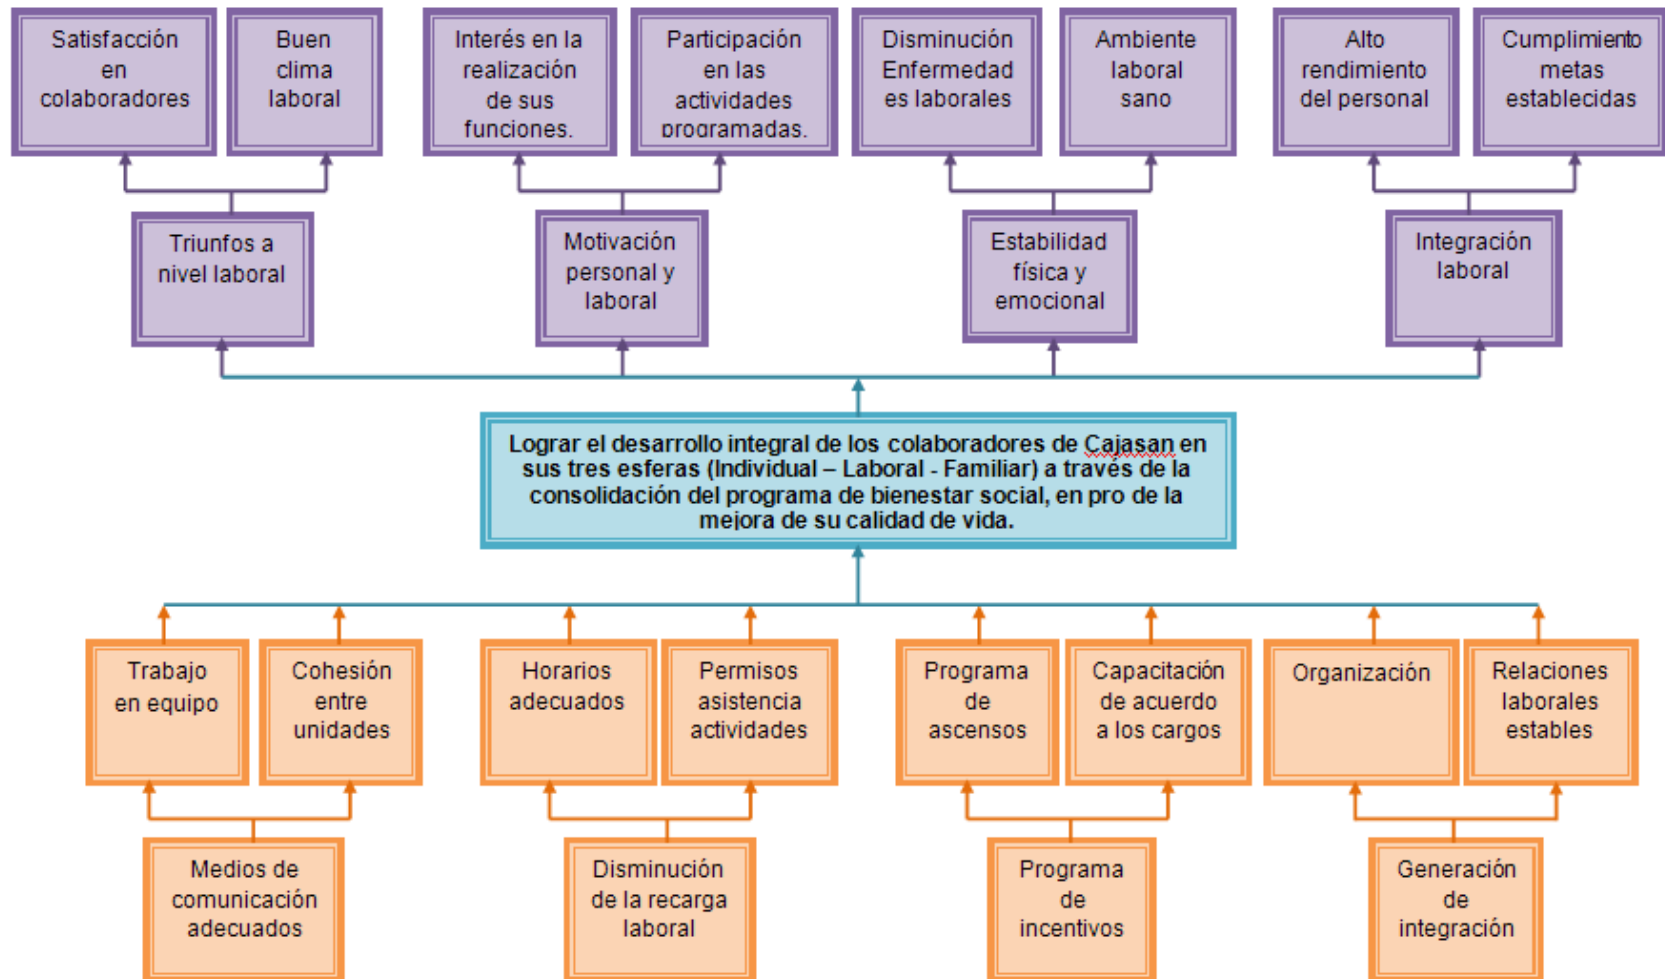 Satisfacción
en
colaboradores
Buen
clima
laboral
Interés en la
realización
de sus
funciones.
Participación
en las
actividades
programadas.
Disminución
Enfermedad
es laborales
Ambiente
laboral
sano
Alto
rendimiento
del personal
Cumplimiento
metas
establecidas
Triunfos a
nivel laboral
Motivación
personal y
laboral
Estabilidad
física y
emocional
Integración
laboral
Lograr el desarrollo integral de los colaboradores de Cajasan en
sus tres esferas (Individual – Laboral - Familiar) a través de la
consolidación del programa de bienestar social, en pro de la
mejora de su calidad de vida.
Trabajo
en equipo
Cohesión
entre
unidades
Horarios
adecuados
Permisos
asistencia
actividades
Programa
de
ascensos
Capacitación
de acuerdo
a los cargos
Organización
Relaciones
laborales
estables
Medios de
comunicación
adecuados
Disminución
de la recarga
laboral
Programa
de
incentivos
Generación
de
integración